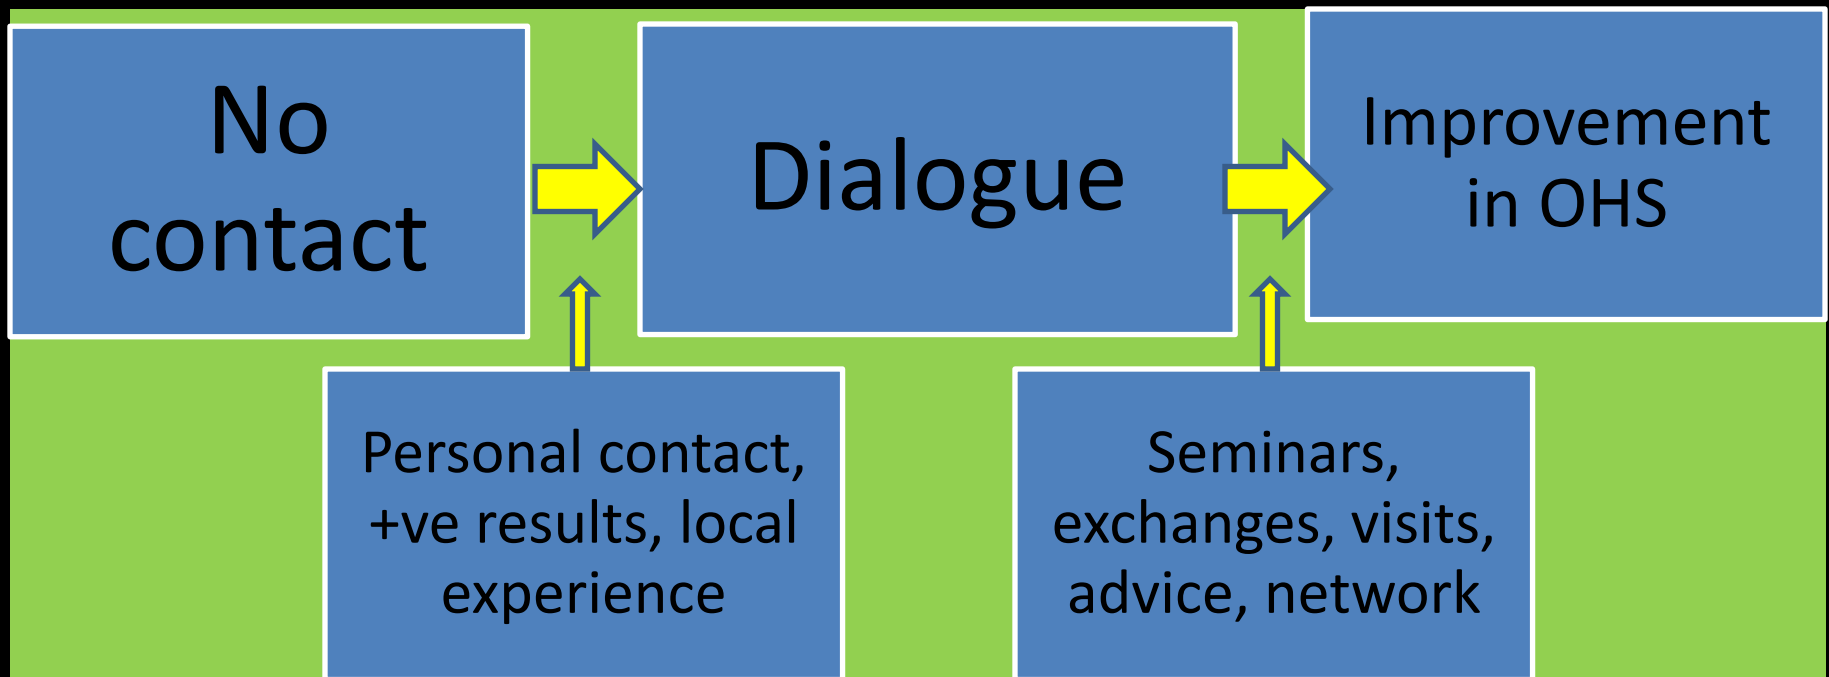 No
contact
Dialogue
Improvement
in OHS
Personal contact,
+ve results, local
experience
Seminars,
exchanges, visits,
advice, network